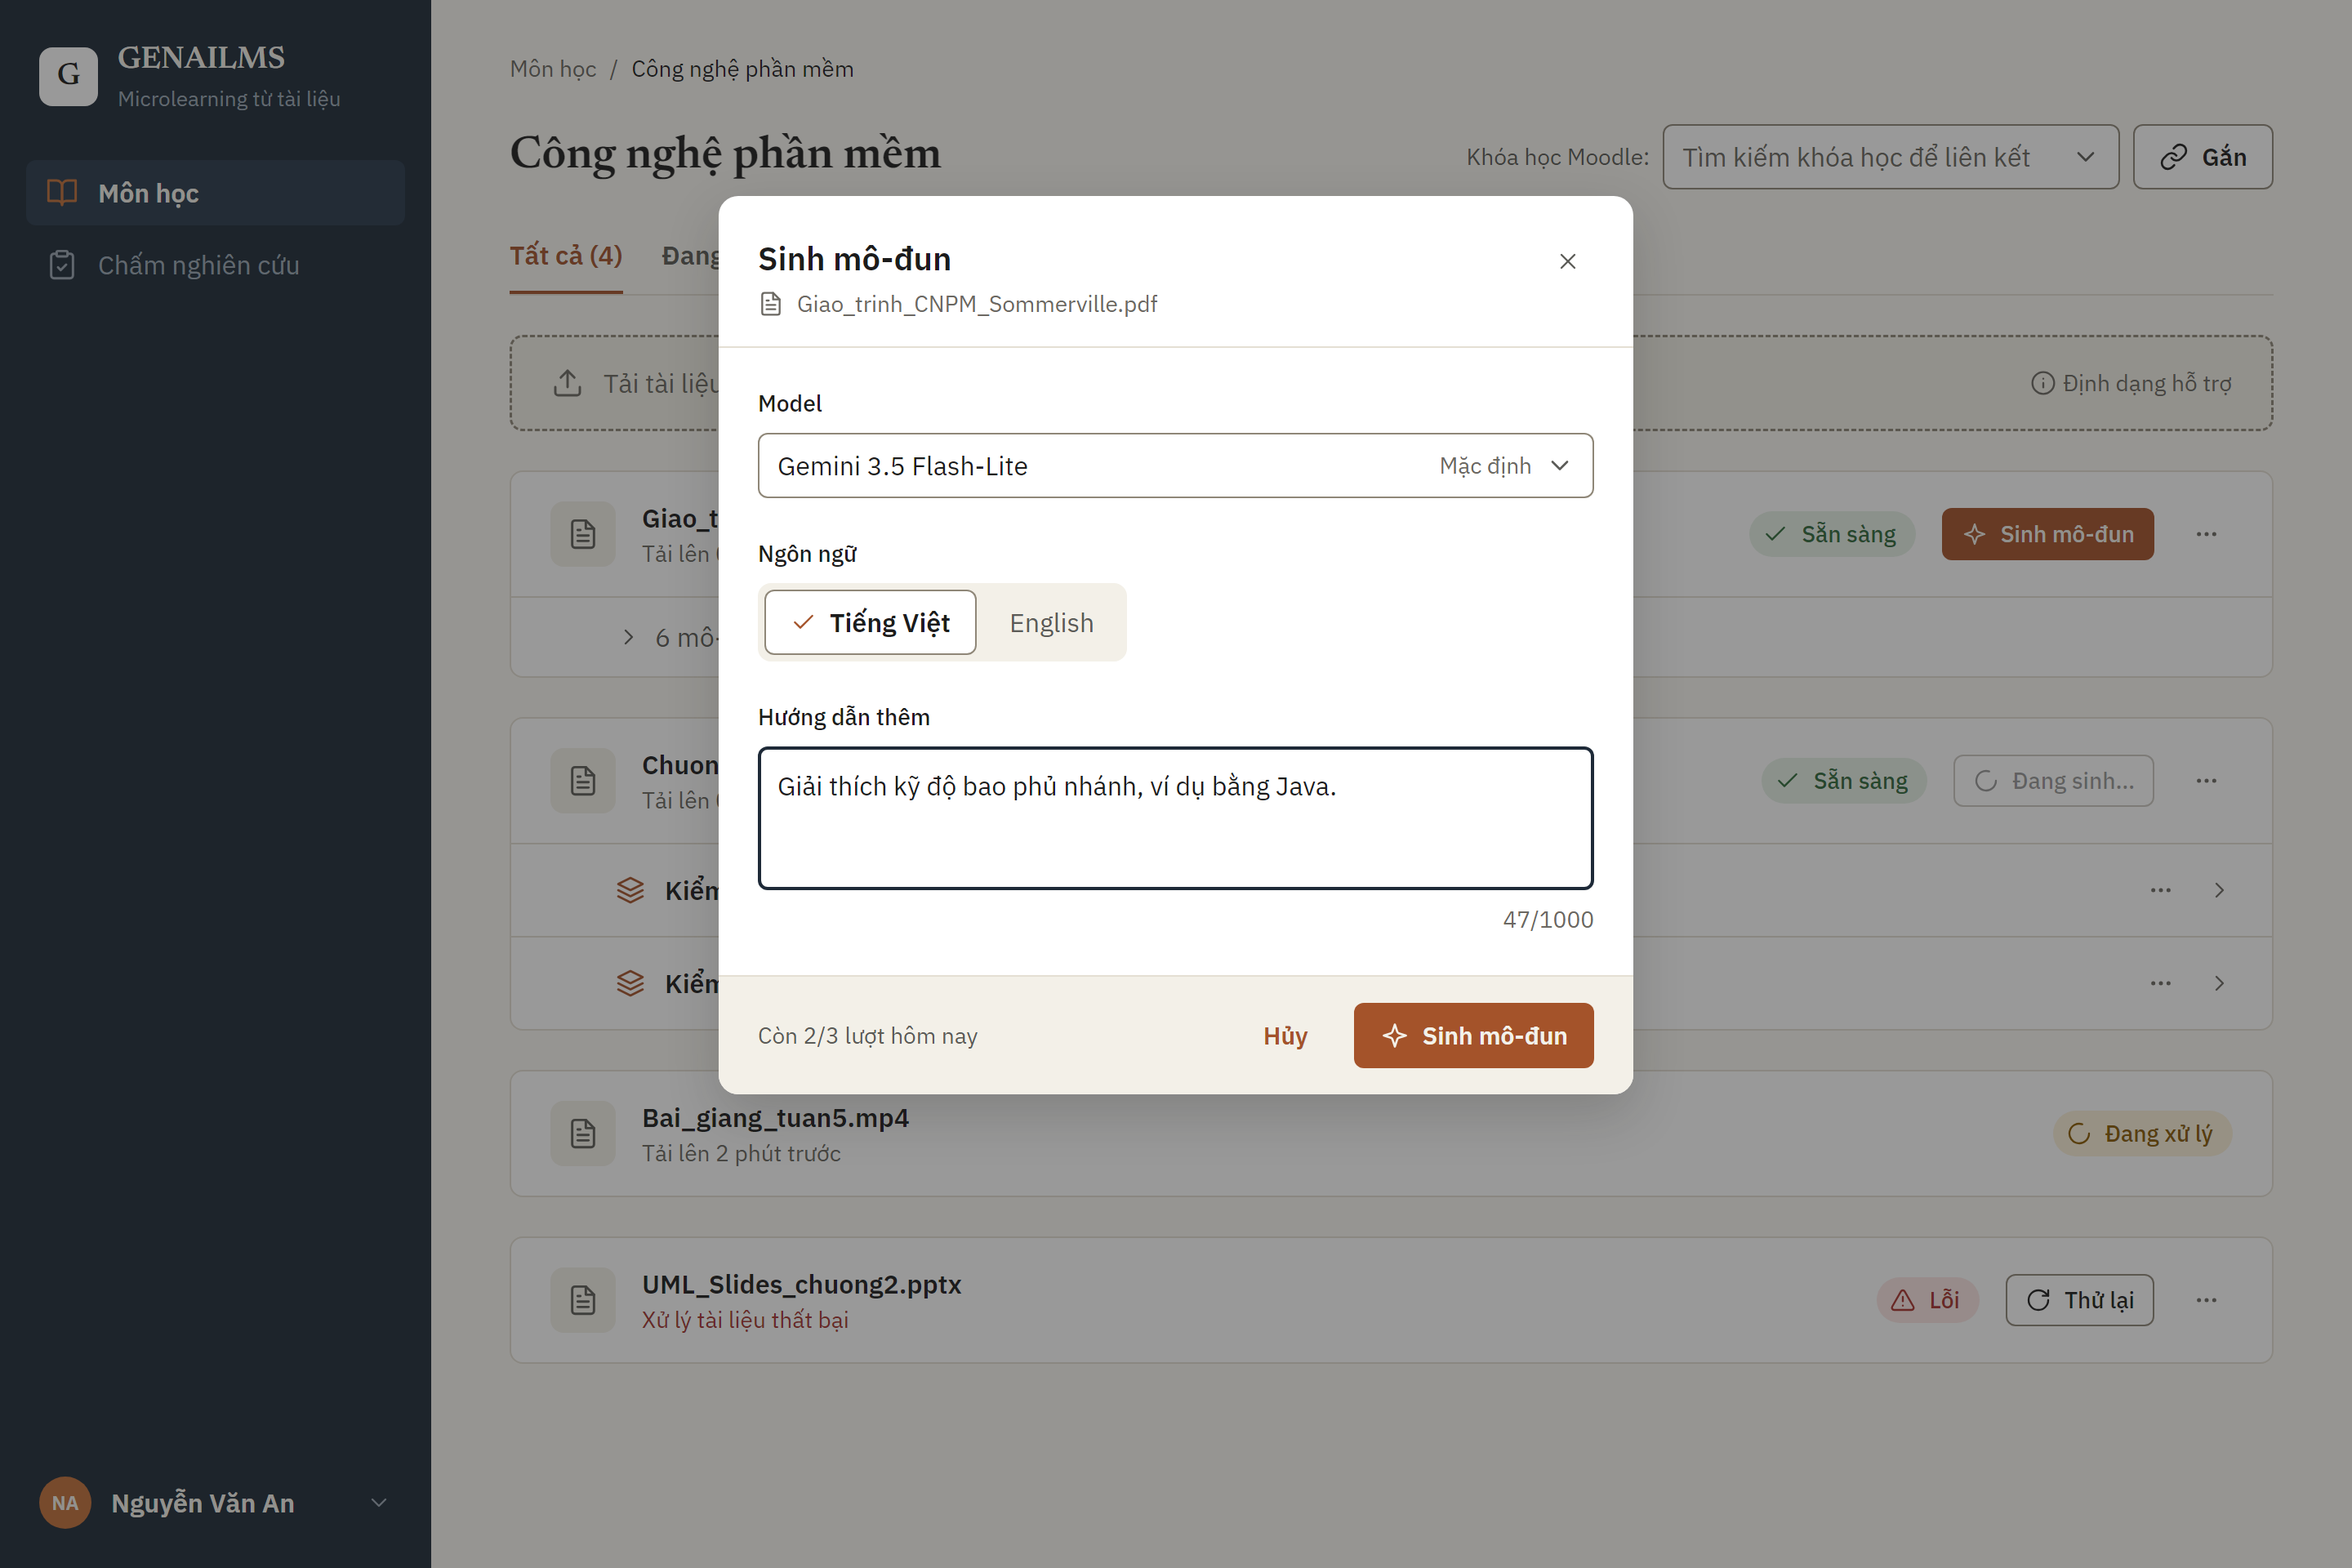 G
GENAILMS
Microlearning từ tài liệu
Môn học
Chấm nghiên cứu
NA
Nguyễn Văn An
Môn học / Công nghệ phần mềm
Công nghệ phần mềm
Khóa học Moodle:
Tìm kiếm khóa học để liên kết
Gắn
Tất cả (4)
Đang
Tải tài liệu
Định dạng hỗ trợ
Giao_t
Tải lên
Sẵn sàng
Sinh mô-đun
6 mô-
Chuon
Tải lên
Sẵn sàng
Đang sinh...
Kiểm
Kiểm
Bai_giang_tuan5.mp4
Tải lên 2 phút trước
Đang xử lý
UML_Slides_chuong2.pptx
Xử lý tài liệu thất bại
Lỗi
Thử lại
Sinh mô-đun
Giao_trinh_CNPM_Sommerville.pdf
Model
Gemini 3.5 Flash-Lite
Mặc định
Ngôn ngữ
Tiếng Việt
English
Hướng dẫn thêm
Giải thích kỹ độ bao phủ nhánh, ví dụ bằng Java.
47/1000
Còn 2/3 lượt hôm nay
Hủy
Sinh mô-đun